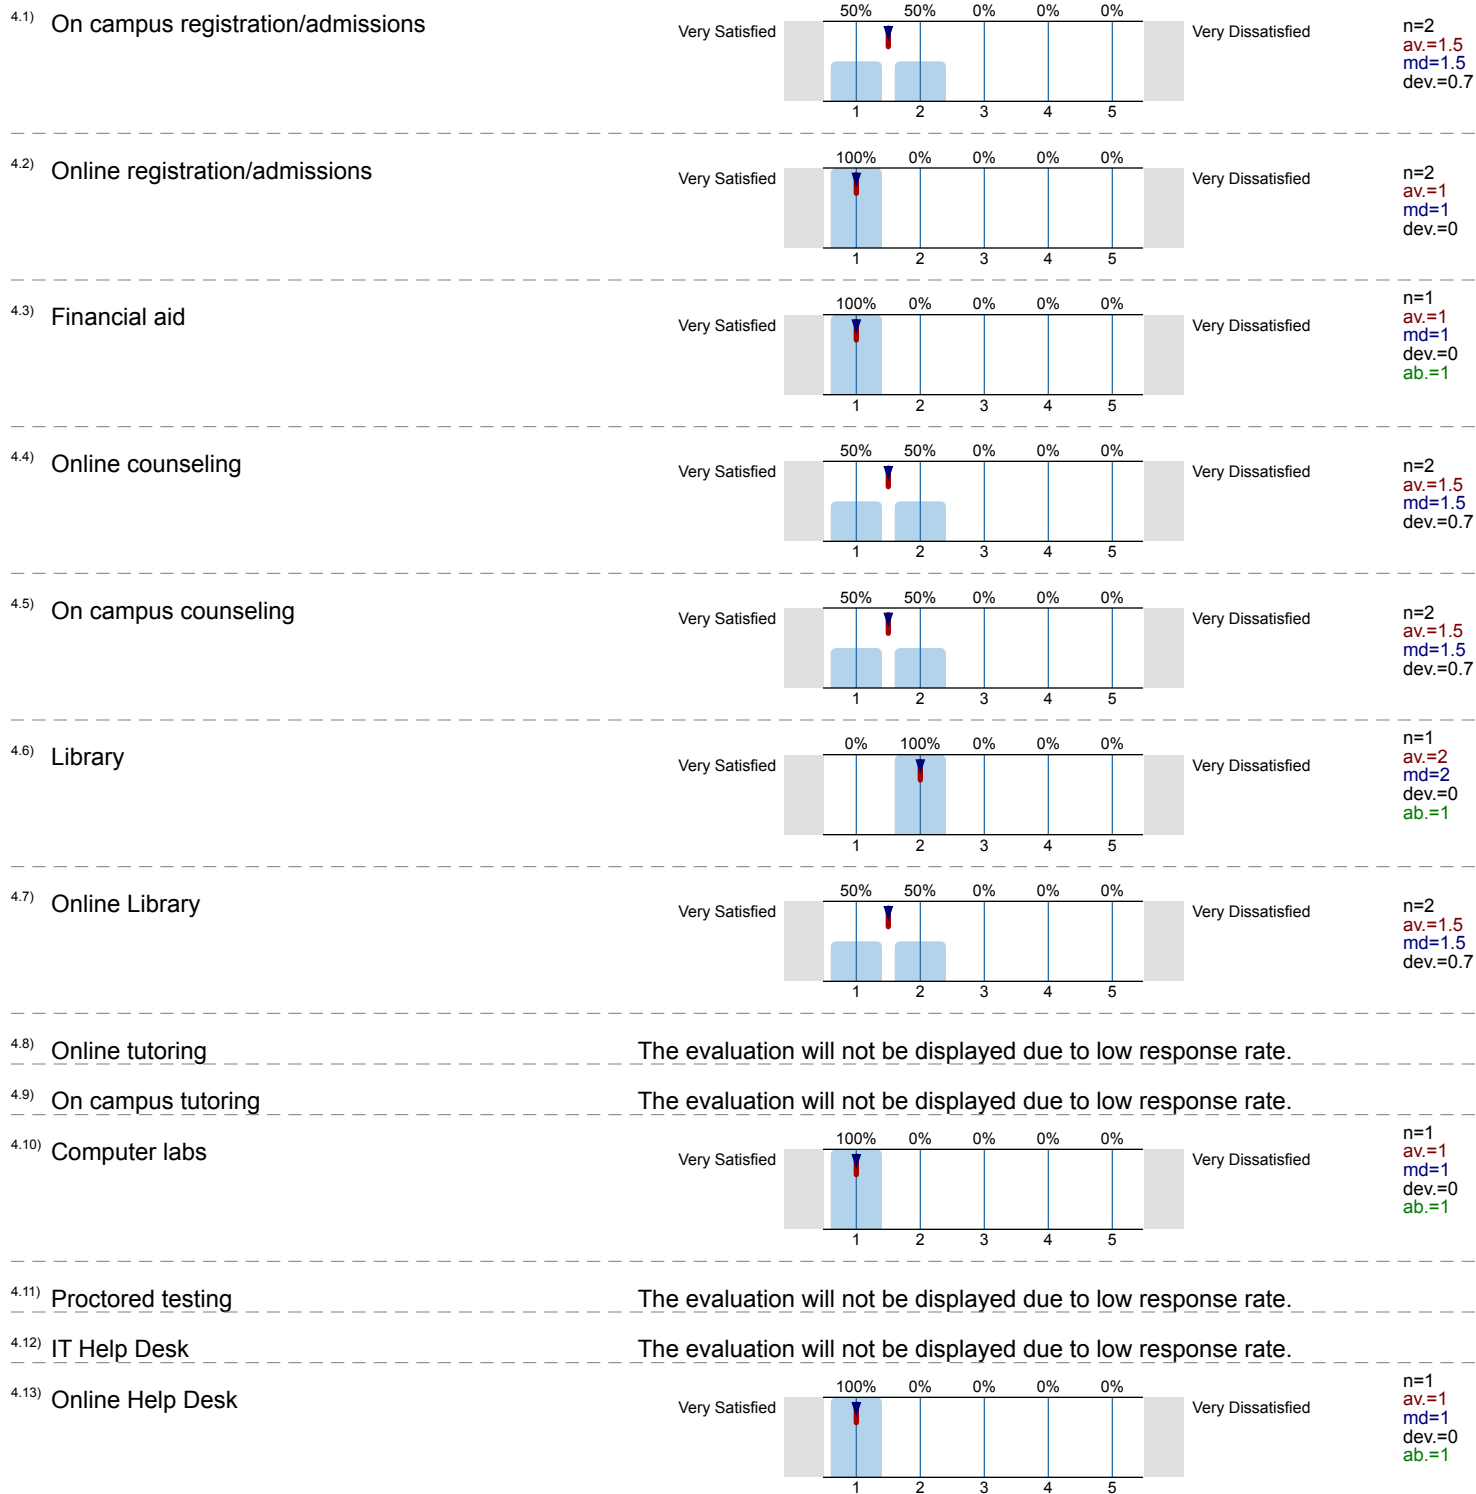 4.1) On campus registration/admissions
50% 50% 0% 0% 0%
Very Satisfied Very Dissatisfied
1 2 3 4 5
n=2
av.=1.5
md=1.5
dev.=0.7
4.2) Online registration/admissions
100% 0% 0% 0% 0%
Very Satisfied Very Dissatisfied
1 2 3 4 5
n=2
av.=1
md=1
dev.=0
4.3) Financial aid
100% 0% 0% 0% 0%
Very Satisfied Very Dissatisfied
1 2 3 4 5
n=1
av.=1
md=1
dev.=0
ab.=1
4.4) Online counseling
50% 50% 0% 0% 0%
Very Satisfied Very Dissatisfied
1 2 3 4 5
n=2
av.=1.5
md=1.5
dev.=0.7
4.5) On campus counseling
50% 50% 0% 0% 0%
Very Satisfied Very Dissatisfied
1 2 3 4 5
n=2
av.=1.5
md=1.5
dev.=0.7
4.6) Library
0% 100% 0% 0% 0%
Very Satisfied Very Dissatisfied
1 2 3 4 5
n=1
av.=2
md=2
dev.=0
ab.=1
4.7) Online Library
50% 50% 0% 0% 0%
Very Satisfied Very Dissatisfied
1 2 3 4 5
n=2
av.=1.5
md=1.5
dev.=0.7
4.8) Online tutoring The evaluation will not be displayed due to low response rate.
4.9) On campus tutoring The evaluation will not be displayed due to low response rate.
4.10) Computer labs
100% 0% 0% 0% 0%
Very Satisfied Very Dissatisfied
1 2 3 4 5
n=1
av.=1
md=1
dev.=0
ab.=1
4.11) Proctored testing The evaluation will not be displayed due to low response rate.
4.12) IT Help Desk The evaluation will not be displayed due to low response rate.
4.13) Online Help Desk
100% 0% 0% 0% 0%
Very Satisfied Very Dissatisfied
1 2 3 4 5
n=1
av.=1
md=1
dev.=0
ab.=1